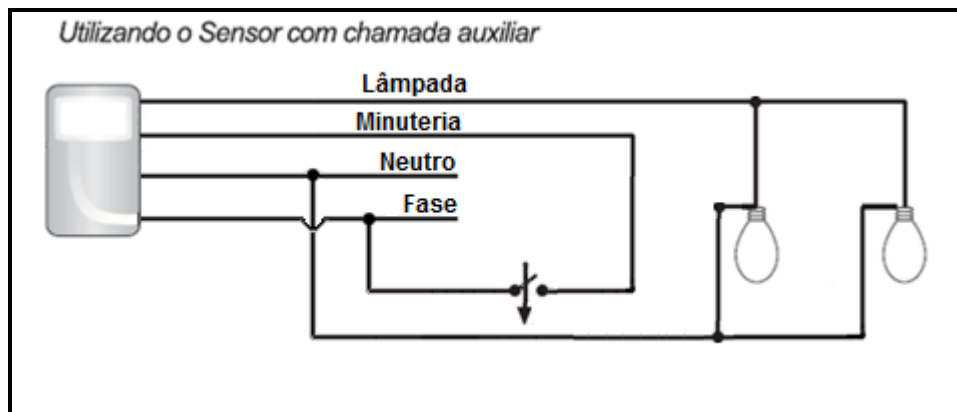 Utilizando o Sensor com chamada auxiliar
Lâmpada
Minuteria
Neutro
Fase